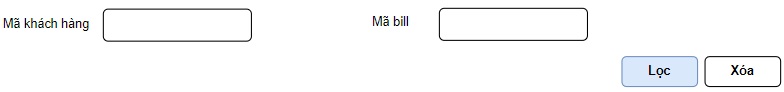 Mã khách hàng
Mã bill
Lọc
Xóa